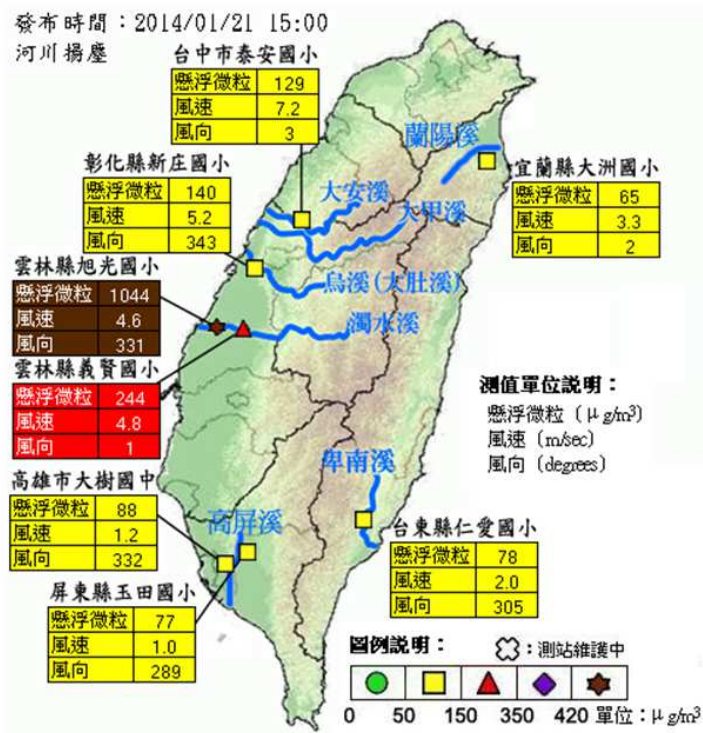 發布時間：2014/01/21 15:00
河川揚塵
台中市泰安國小
懸浮微粒 129
風速 7.2
風向 3
蘭陽溪
宜蘭縣大洲國小
懸浮微粒 65
風速 3.3
風向 2
彰化縣新庄國小
懸浮微粒 140
風速 5.2
風向 343
大安溪
大甲溪
烏溪(大肚溪)
濁水溪
雲林縣旭光國小
懸浮微粒 1044
風速 4.6
風向 331
雲林縣義賢國小
懸浮微粒 244
風速 4.8
風向 1
測值單位說明：
懸浮微粒（μg/m³）
風速（m/sec）
風向（degrees）
卑南溪
高雄市大樹國中
懸浮微粒 88
風速 1.2
風向 332
高屏溪
台東縣仁愛國小
懸浮微粒 78
風速 2.0
風向 305
屏東縣玉田國小
懸浮微粒 77
風速 1.0
風向 289
圖例說明：
：測站維護中
0 50 150 350 420 單位：μg/m³